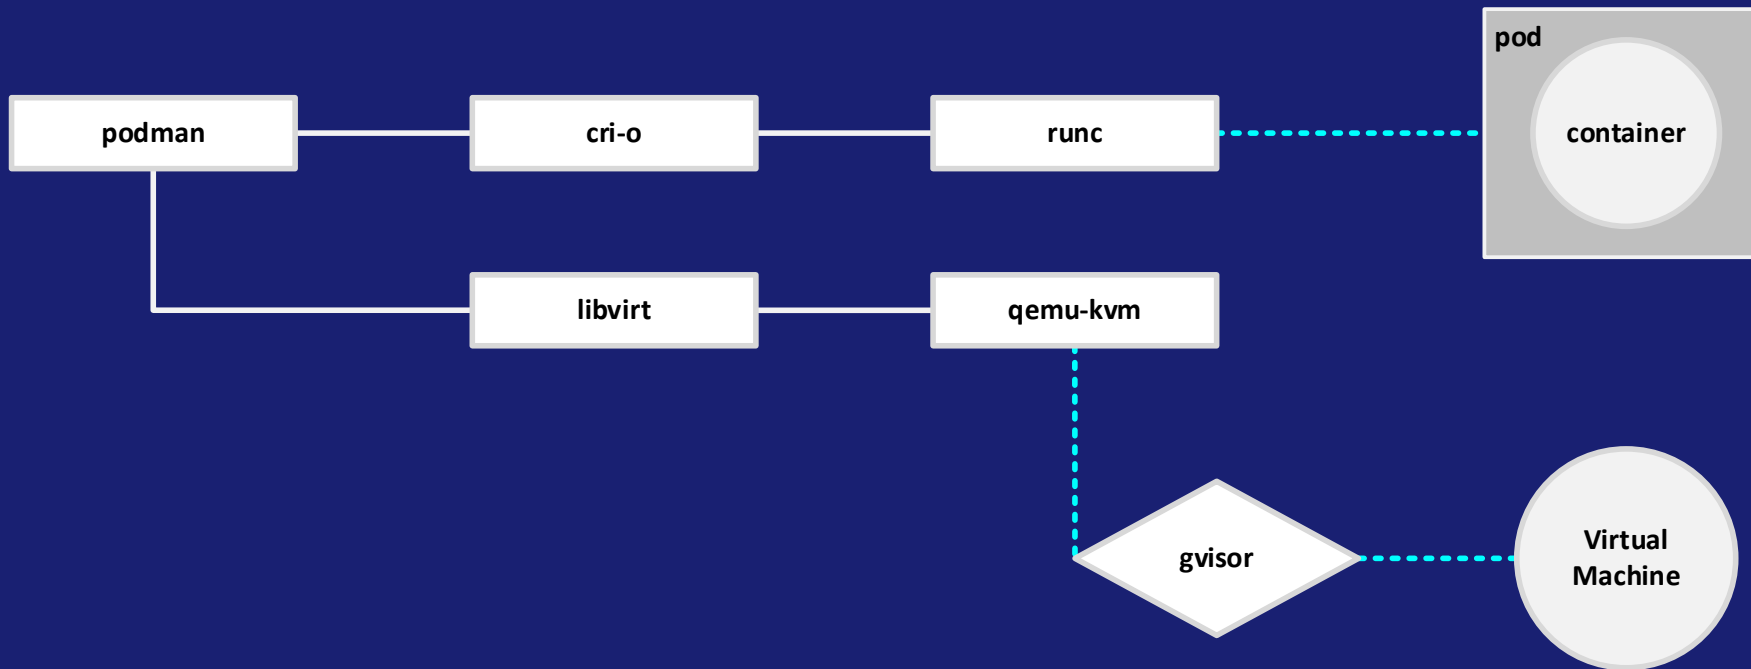 pod
podman
cri-o
runc
container
libvirt
qemu-kvm
gvisor
Virtual
Machine